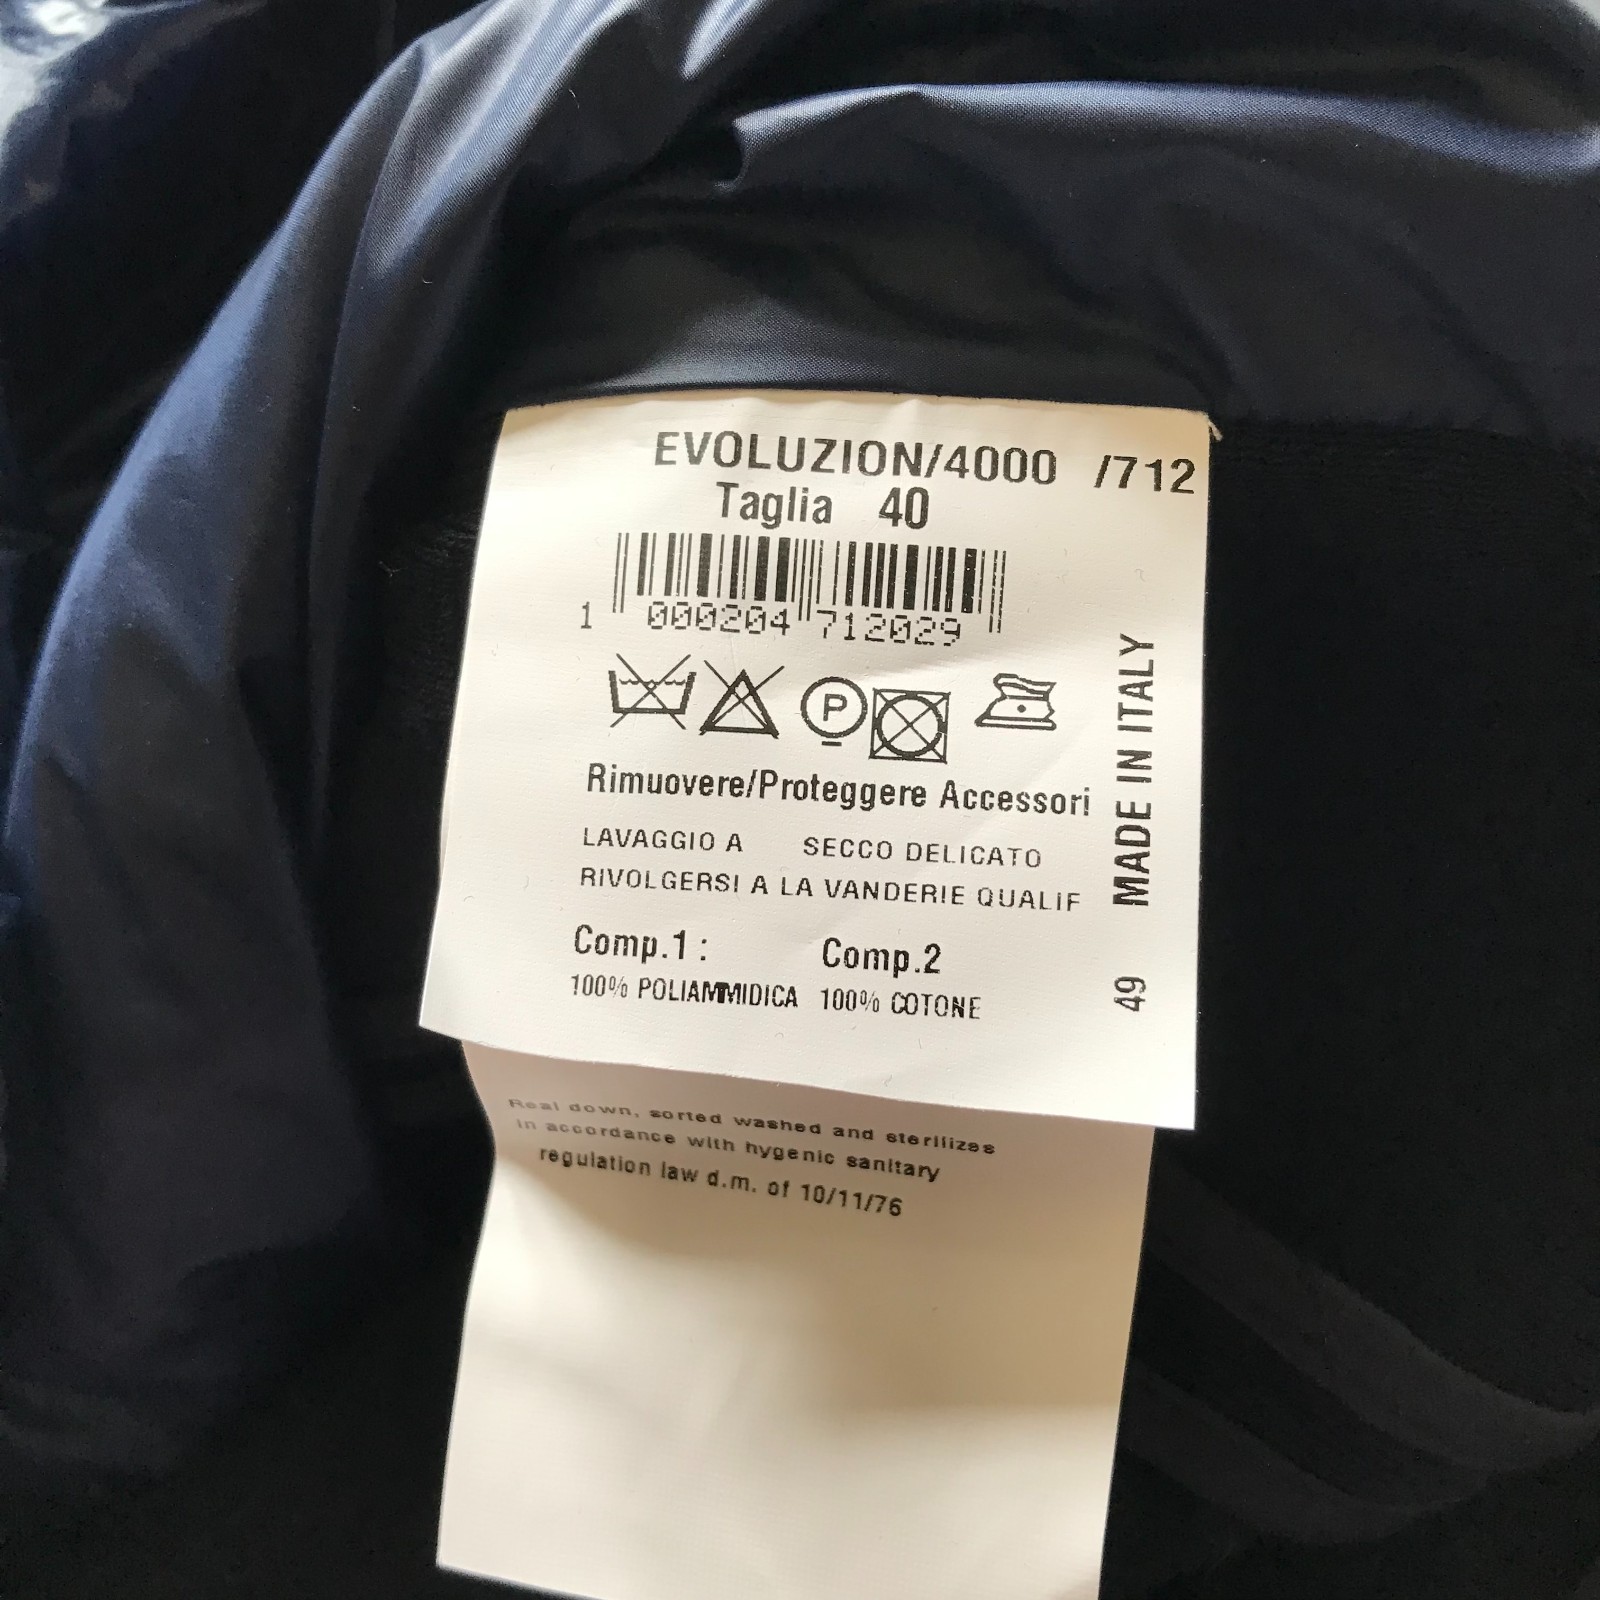 EVOLUZION/4000 /712
Taglia 40
1 000204 712029
P
Rimuovere/Proteggere Accessori
LAVAGGIO A SECCO DELICATO
RIVOLGERSI A LA VANDERIE QUALIF
Comp.1 : Comp.2
100% POLIAMMIDICA 100% COTONE
49 MADE IN ITALY
Real down, sorted washed and sterilizes
in accordance with hygenic sanitary
regulation law d.m. of 10/11/76